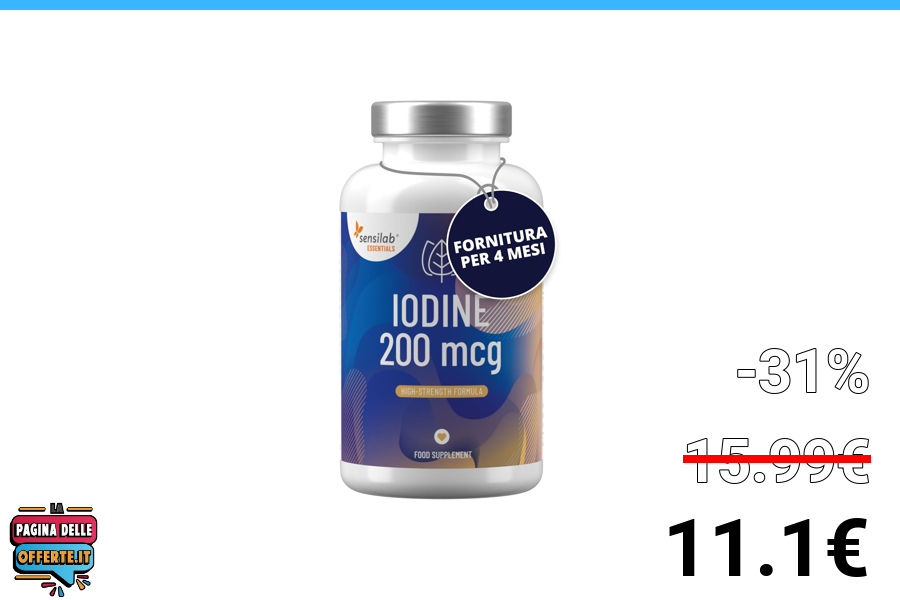 sensilab®
ESSENTIALS
FORNITURA
PER 4 MESI
IODINE
200 mcg
HIGH-STRENGTH FORMULA
FOOD SUPPLEMENT
-31%
15.99€
11.1€
LA
PAGINA DELLE
OFFERTE.IT